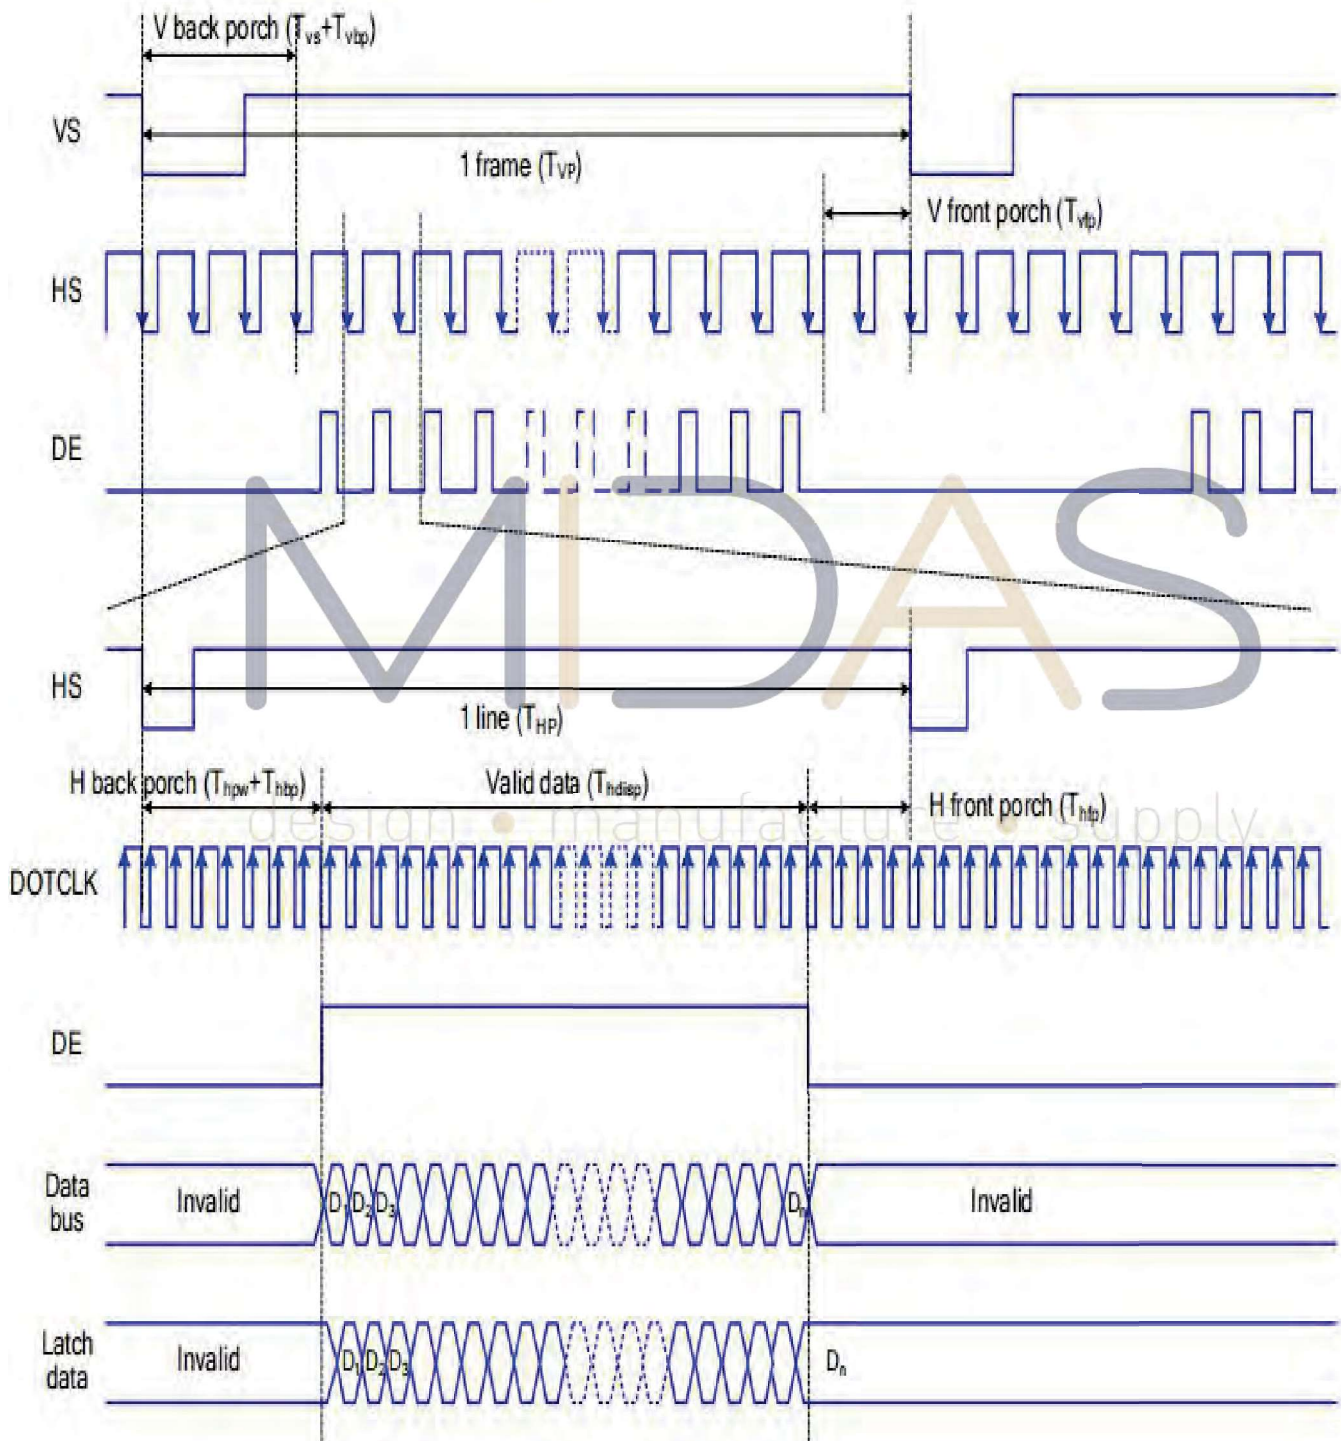 V back porch (Tvs+Tvbp)
VS
1 frame (TVP)
V front porch (Tvfp)
HS
DE
MIDAS
HS
1 line (THP)
H back porch (Thpw+Thbp)
Valid data (Thdisp)
H front porch (Thfp)
design • manufacture • supply
DOTCLK
DE
Data
bus
Invalid
D1 D2 D3
Dn
Invalid
Latch
data
Invalid
D1 D2 D3
Dn